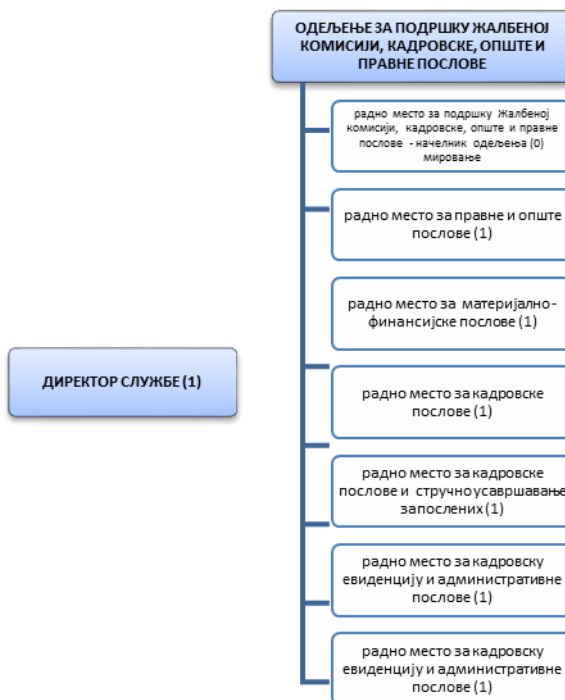 ОДЕЉЕЊЕ ЗА ПОДРШКУ ЖАЛБЕНОЈ
КОМИСИЈИ, КАДРОВСКЕ, ОПШТЕ И
ПРАВНЕ ПОСЛОВЕ
радно место за подршку Жалбеној
комисији, кадровске, опште и правне
послове - начелник одељења (0)
мировање
радно место за правне и опште
послове (1)
радно место за материјално-
финансијске послове (1)
ДИРЕКТОР СЛУЖБЕ (1)
радно место за кадровске
послове (1)
радно место за кадровске
послове и стручно усавршавање
запослених (1)
радно место за кадровску
евиденцију и административне
послове (1)
радно место за кадровску
евиденцију и административне
послове (1)